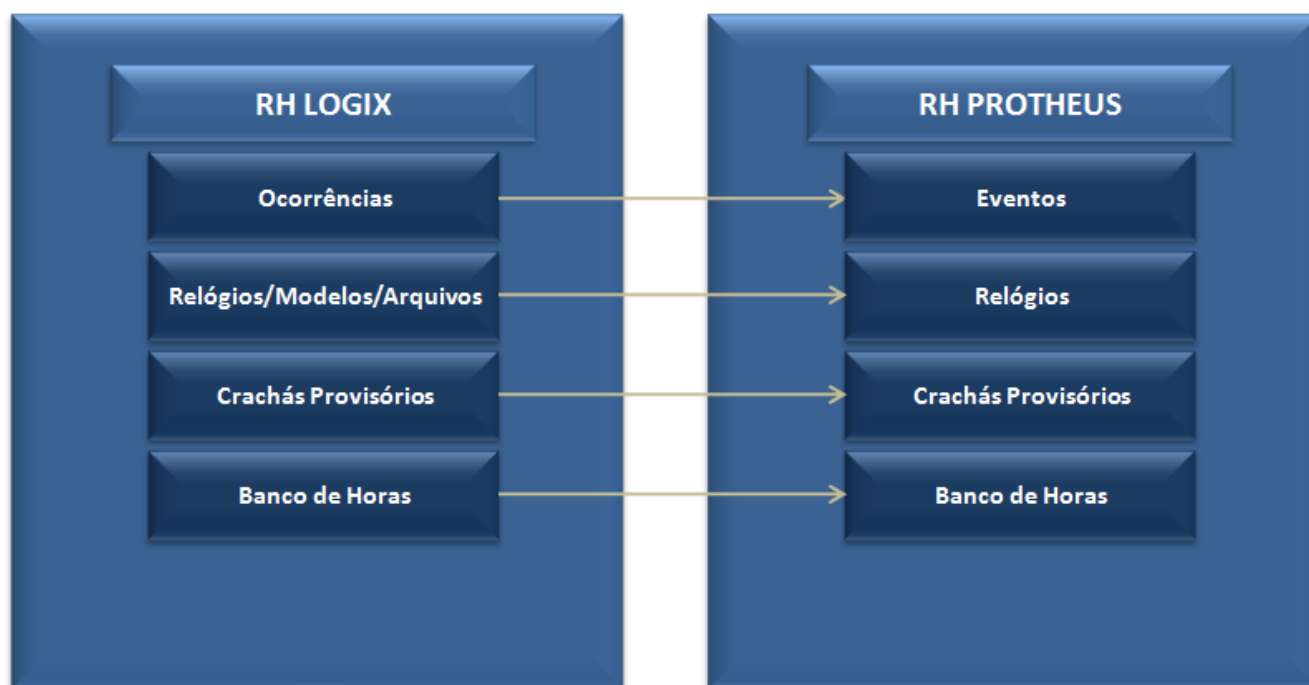 RH LOGIX
Ocorrências
Relógios/Modelos/Arquivos
Crachás Provisórios
Banco de Horas
RH PROTHEUS
Eventos
Relógios
Crachás Provisórios
Banco de Horas